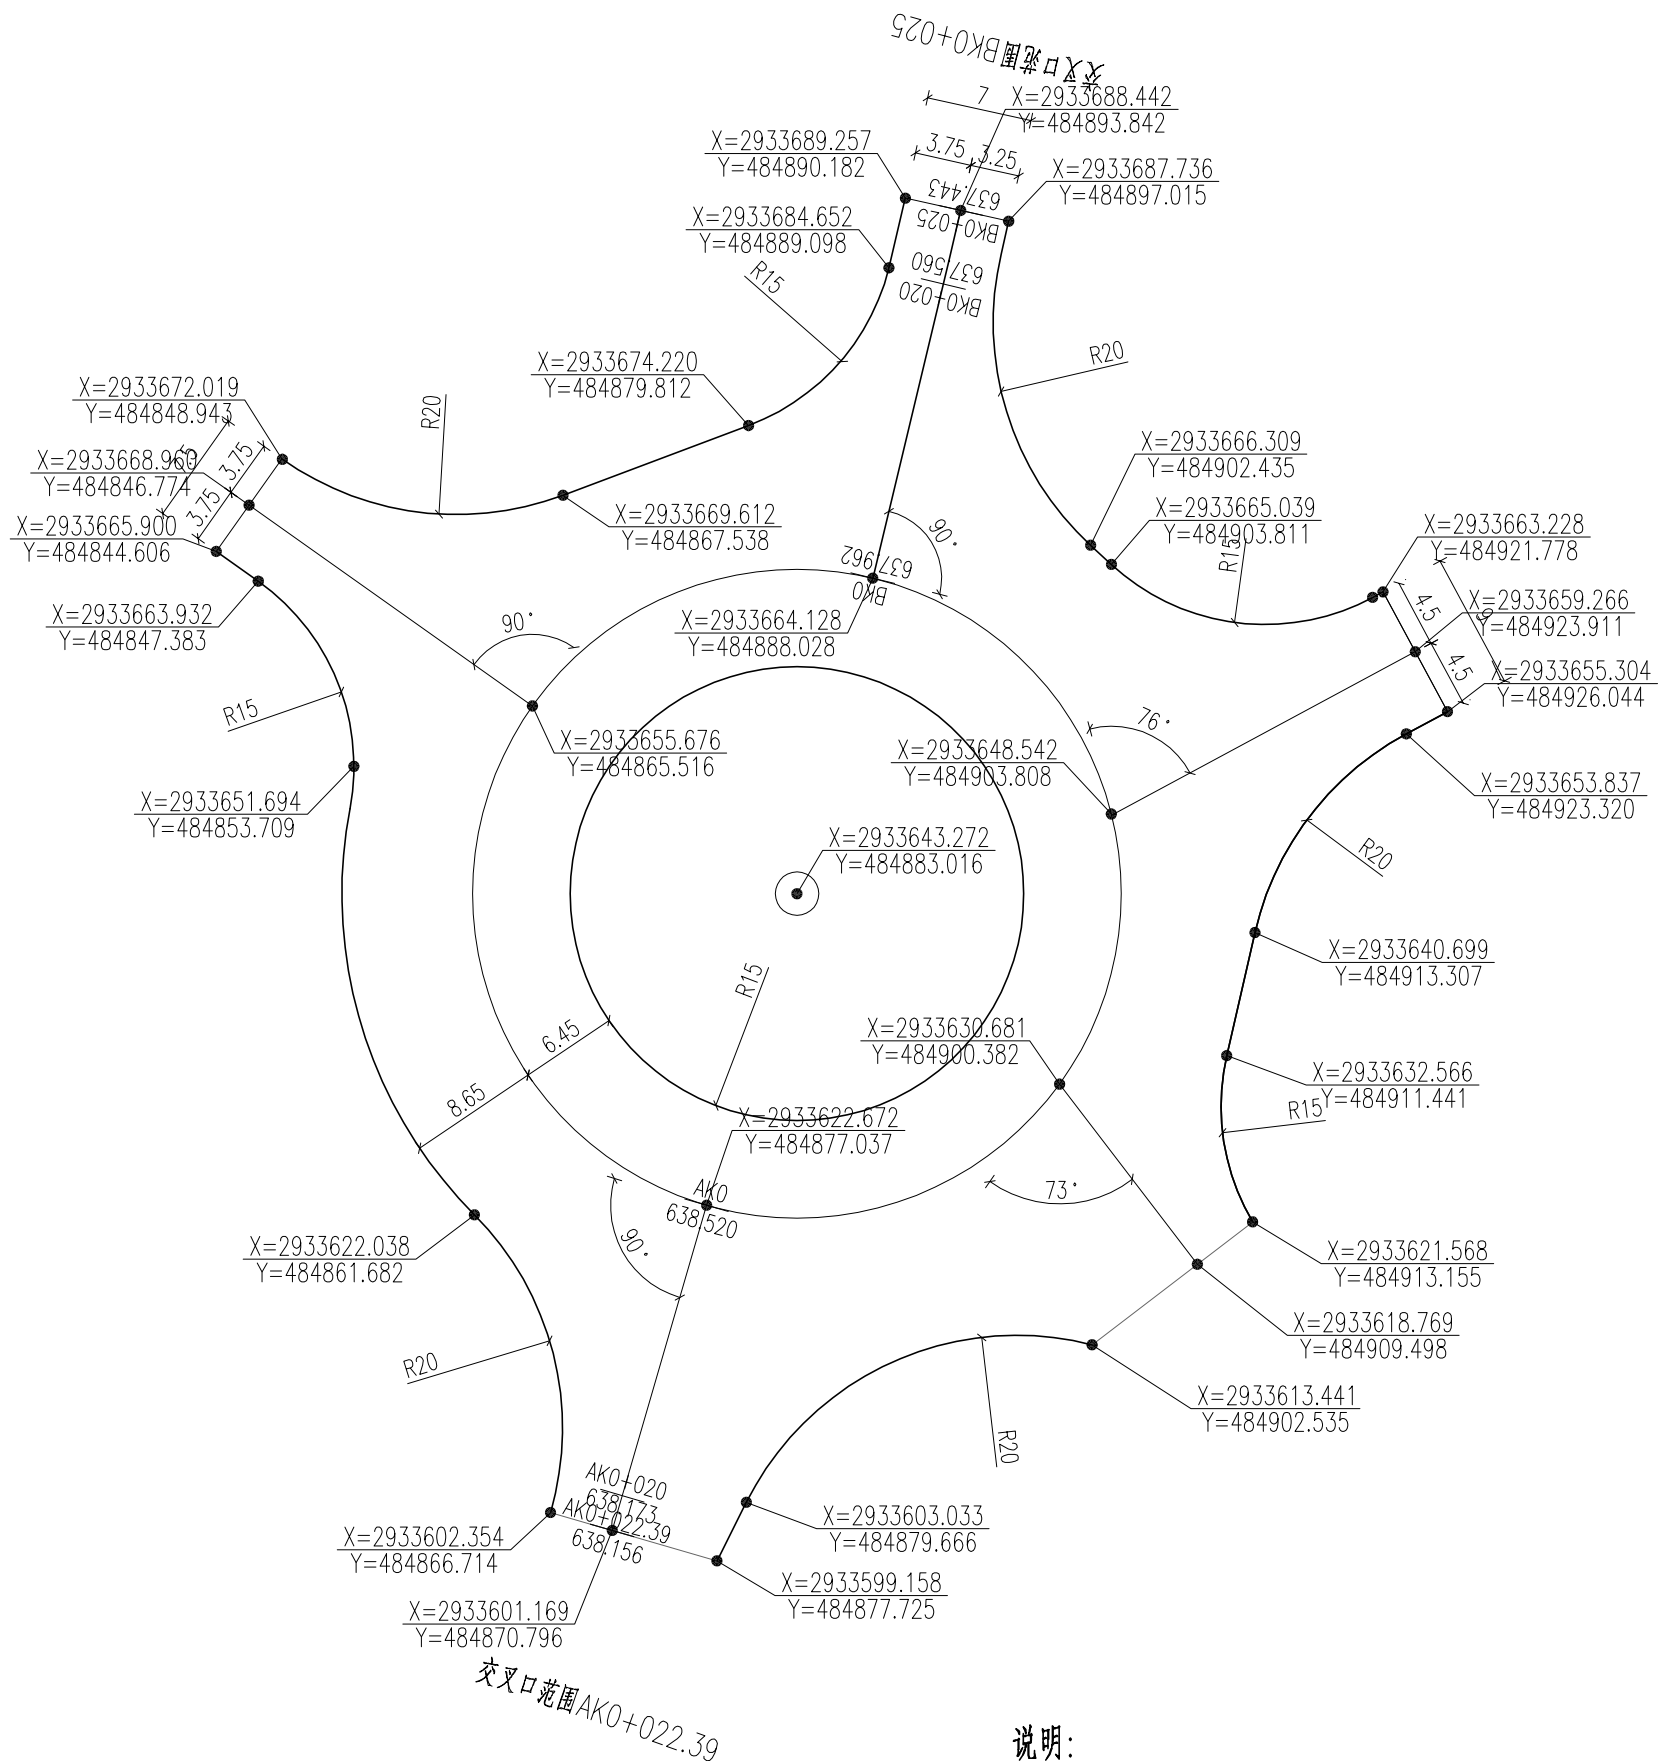 交叉口范围BK0+025
7
X=2933688.442
Y=484893.842
X=2933689.257
Y=484890.182
3.75
3.25
X=2933687.736
Y=484897.015
637.443
BK0-025
X=2933684.652
Y=484889.098
637.560
BK0-020
R15
R20
X=2933674.220
Y=484879.812
X=2933672.019
Y=484848.943
R20
X=2933668.960
Y=484846.774
7.5
3.75
3.75
X=2933666.309
Y=484902.435
X=2933665.900
Y=484844.606
X=2933669.612
Y=484867.538
X=2933665.039
Y=484903.811
X=2933663.228
Y=484921.778
90°
R15
637.962
BK0
X=2933663.932
Y=484847.383
90°
X=2933664.128
Y=484888.028
4.5
9
X=2933659.266
Y=484923.911
4.5
X=2933655.304
Y=484926.044
R15
X=2933655.676
Y=484865.516
76°
X=2933648.542
Y=484903.808
X=2933651.694
Y=484853.709
X=2933653.837
Y=484923.320
X=2933643.272
Y=484883.016
R20
X=2933640.699
Y=484913.307
R15
6.45
X=2933630.681
Y=484900.382
8.65
X=2933632.566
Y=484911.441
R15
X=2933622.672
Y=484877.037
AK0
638.520
73°
90°
X=2933622.038
Y=484861.682
X=2933621.568
Y=484913.155
X=2933618.769
Y=484909.498
R20
X=2933613.441
Y=484902.535
R20
AK0+020
638.173
AK0+022.39
638.156
X=2933603.033
Y=484879.666
X=2933602.354
Y=484866.714
X=2933599.158
Y=484877.725
X=2933601.169
Y=484870.796
交叉口范围AK0+022.39
说明: